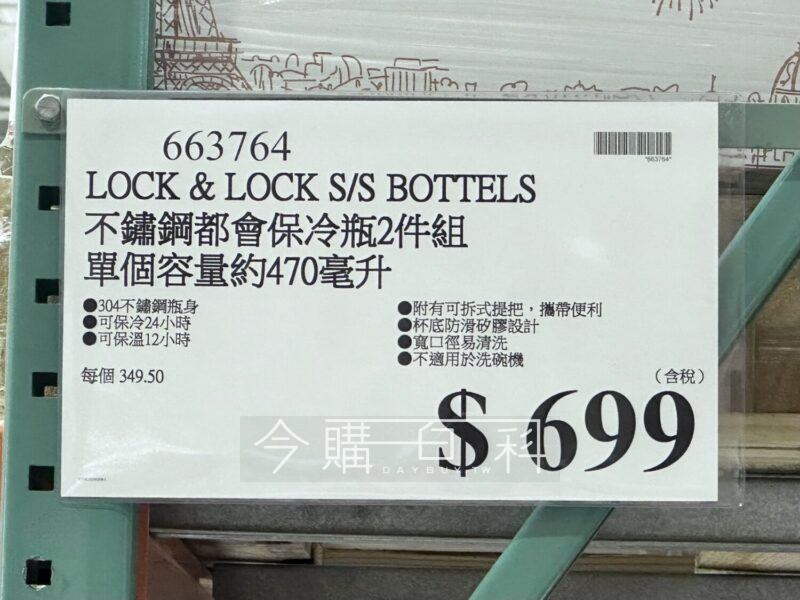 663764
*663764*
LOCK & LOCK S/S BOTTELS
不鏽鋼都會保冷瓶2件組
單個容量約470毫升
●304不鏽鋼瓶身
●可保冷24小時
●可保溫12小時
●附有可拆式提把，攜帶便利
●杯底防滑矽膠設計
●寬口徑易清洗
●不適用於洗碗機
每個 349.50
（含稅）
$ 699
今購百科
DAYBUY.TW